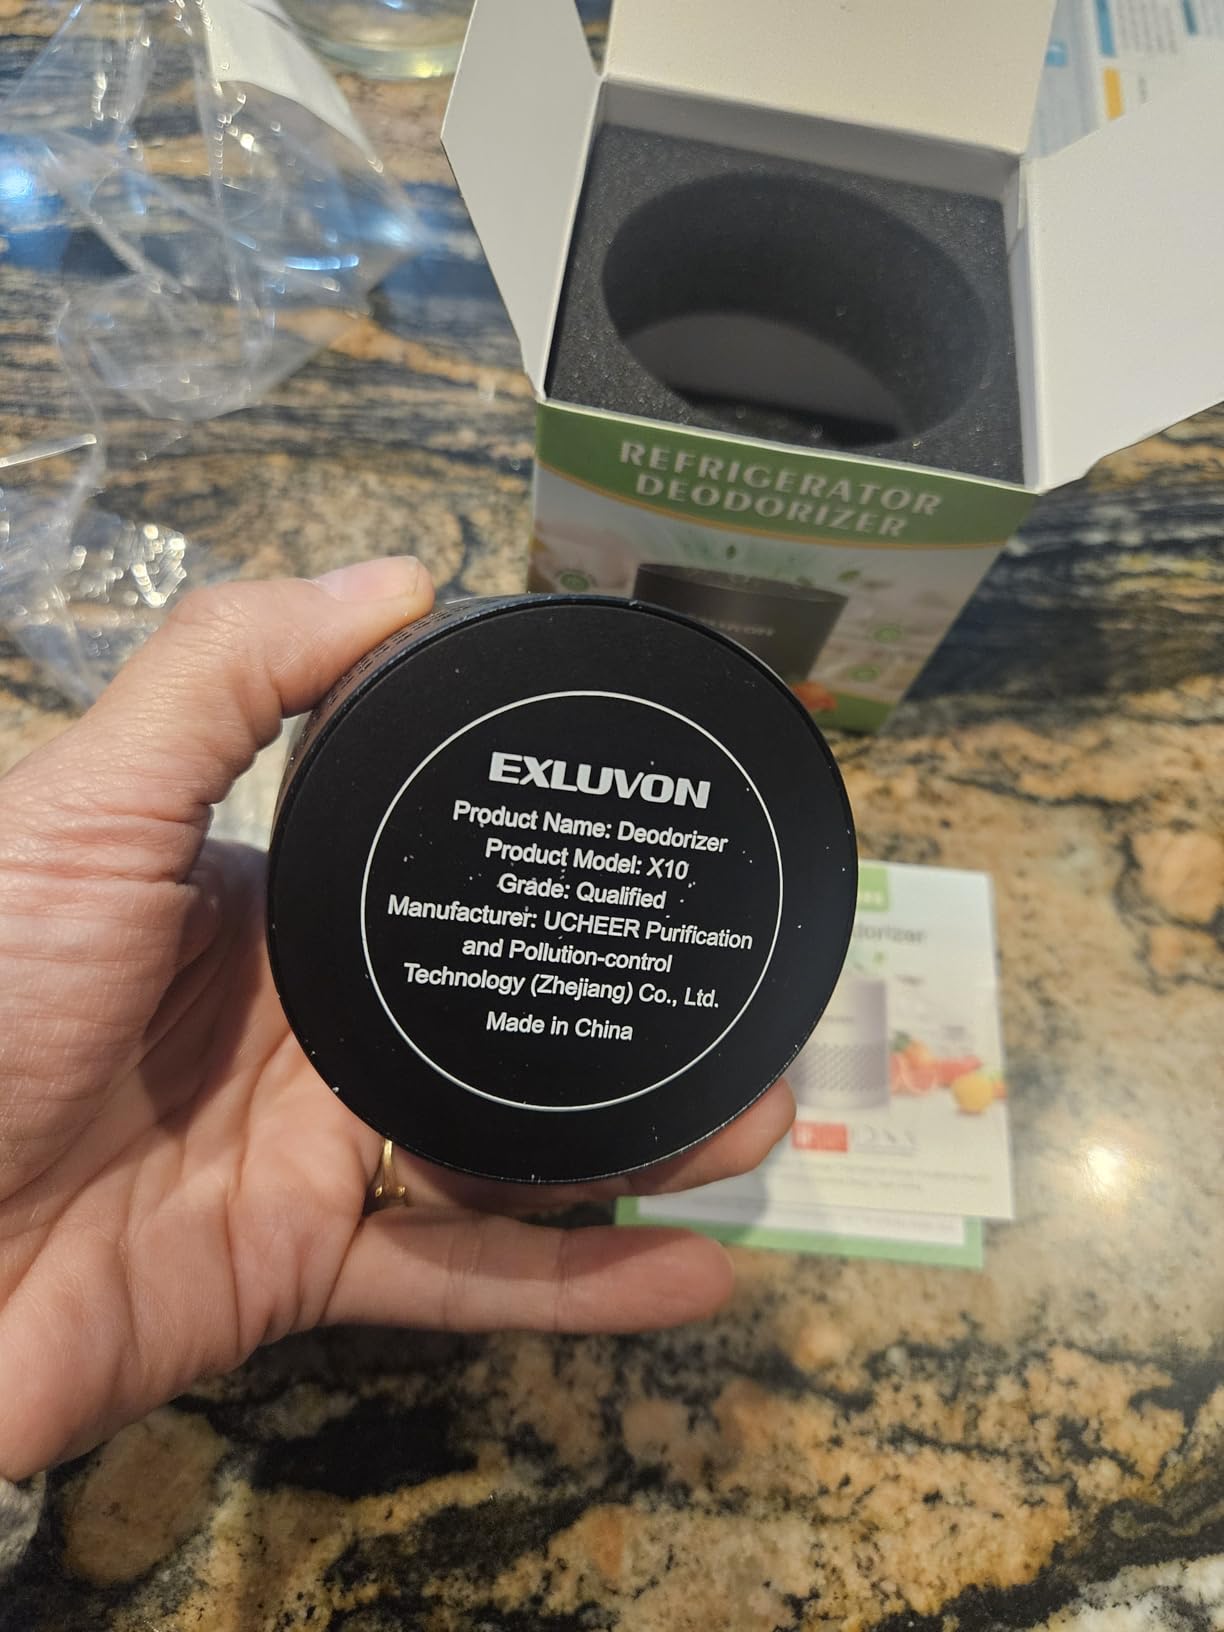 REFRIGERATOR
DEODORIZER
EXLUVON
Product Name: Deodorizer
Product Model: X10
Grade: Qualified
Manufacturer: UCHEER Purification
and Pollution-control
Technology (Zhejiang) Co., Ltd.
Made in China